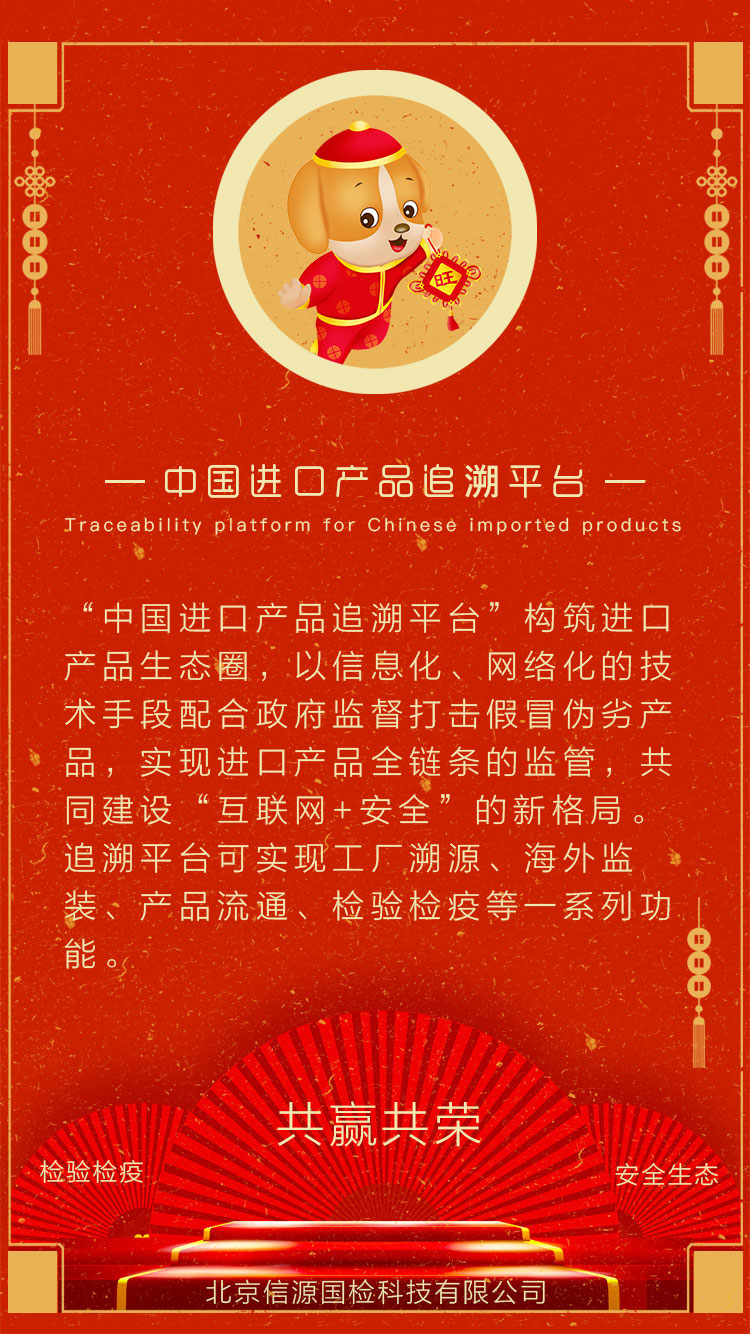 旺
— 中国进口产品追溯平台 —
Traceability platform for Chinese imported products
“中国进口产品追溯平台”构筑进口
产品生态圈，以信息化、网络化的技
术手段配合政府监督打击假冒伪劣产
品，实现进口产品全链条的监管，共
同建设“互联网+安全”的新格局。
追溯平台可实现工厂溯源、海外监
装、产品流通、检验检疫等一系列功
能。
共赢共荣
检验检疫
安全生态
北京信源国检科技有限公司